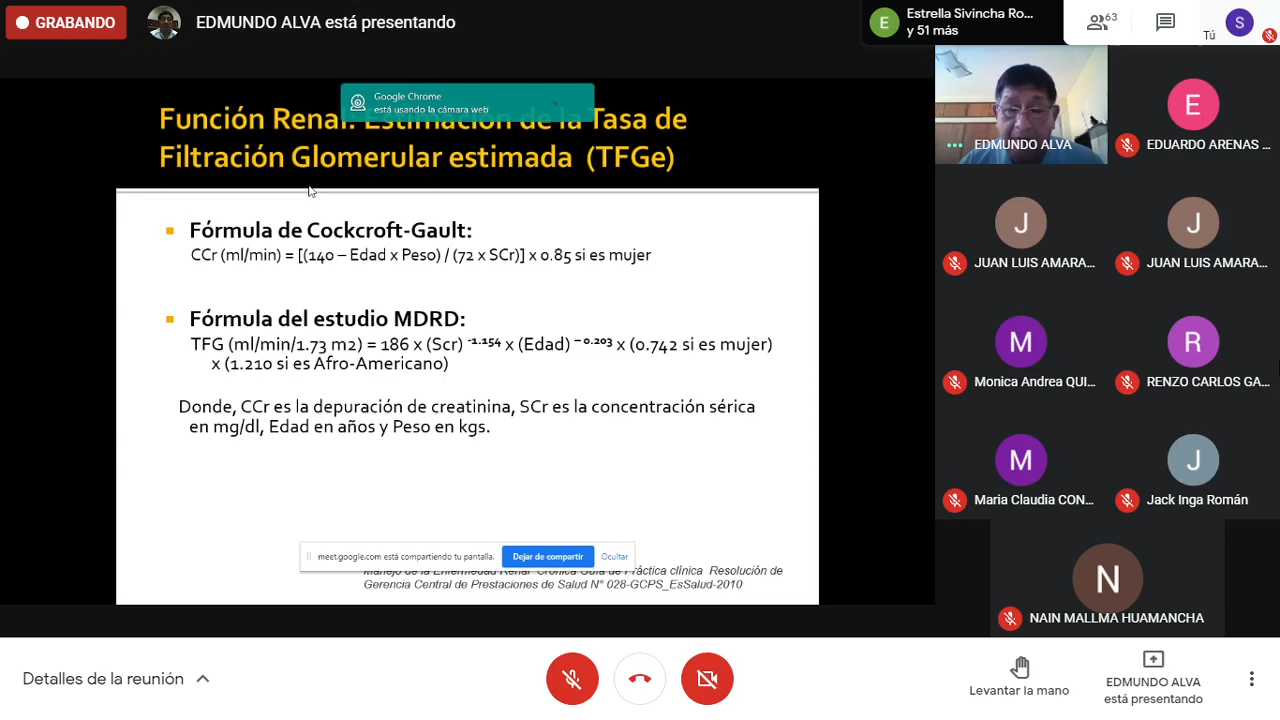 GRABANDO
EDMUNDO ALVA está presentando
E
Estrella Sivincha Ro...
y 51 más
63
Tú
S
Google Chrome
está usando la cámara web
Función Renal: Estimación de la Tasa de
Filtración Glomerular estimada (TFGe)
Fórmula de Cockcroft-Gault:
CCr (ml/min) = [(140 – Edad x Peso) / (72 x SCr)] x 0.85 si es mujer
Fórmula del estudio MDRD:
TFG (ml/min/1.73 m2) = 186 x (Scr) -1.154 x (Edad) – 0.203 x (0.742 si es mujer)
x (1.210 si es Afro-Americano)
Donde, CCr es la depuración de creatinina, SCr es la concentración sérica
en mg/dl, Edad en años y Peso en kgs.
meet.google.com está compartiendo tu pantalla.
Dejar de compartir
Ocultar
Manejo de la Enfermedad Renal Crónica Guía de Práctica clínica Resolución de
Gerencia Central de Prestaciones de Salud N° 028-GCPS_EsSalud-2010
EDMUNDO ALVA
E
EDUARDO ARENAS ...
J
JUAN LUIS AMARA...
J
JUAN LUIS AMARA...
M
Monica Andrea QUI...
R
RENZO CARLOS GA...
M
Maria Claudia CON...
J
Jack Inga Román
N
NAIN MALLMA HUAMANCHA
Detalles de la reunión
Levantar la mano
EDMUNDO ALVA
está presentando